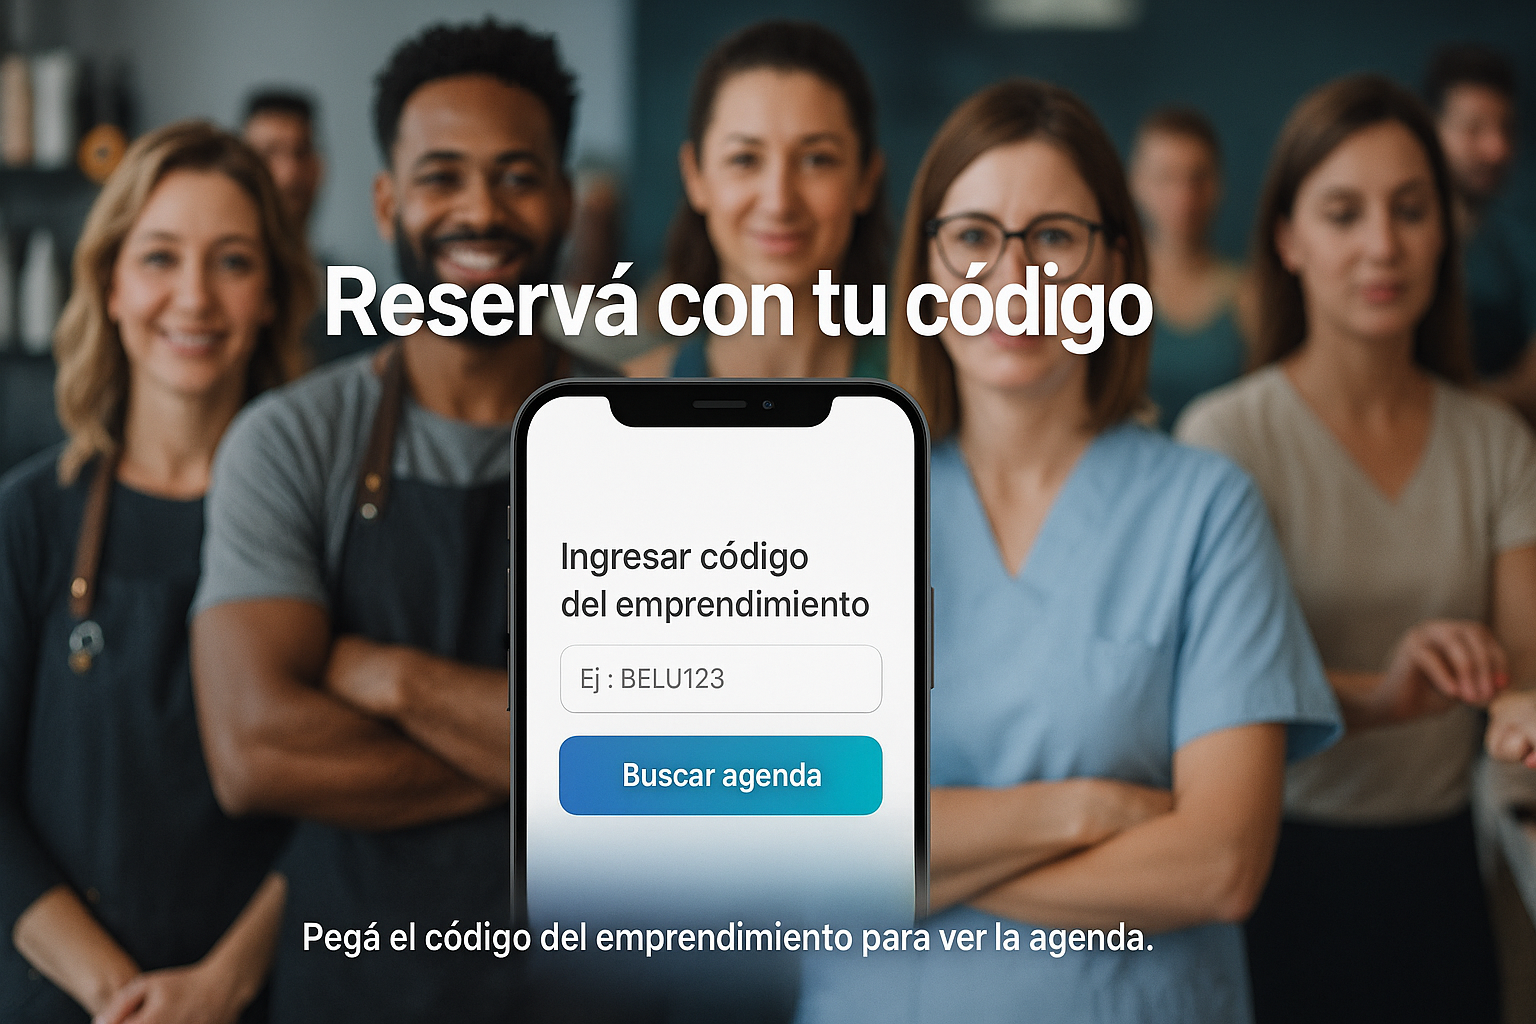 Reservá con tu código
Ingresar código
del emprendimiento
Ej : BELU123
Buscar agenda
Pegá el código del emprendimiento para ver la agenda.